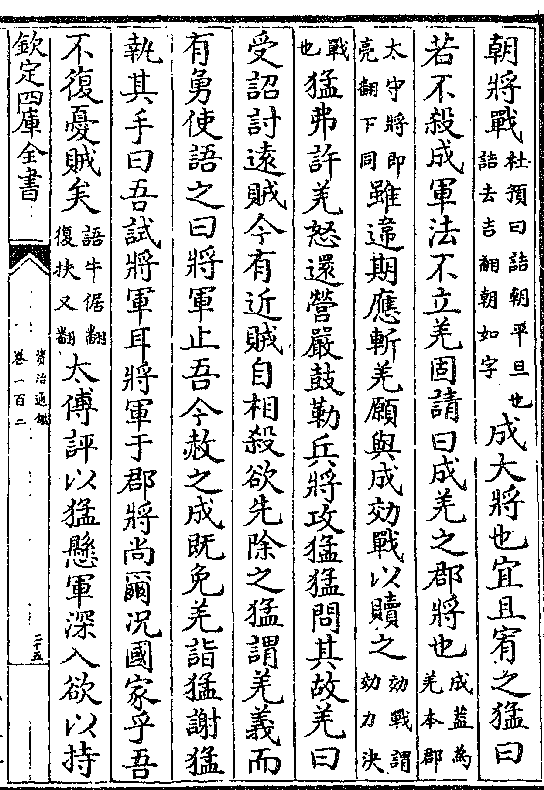 朝將戰杜預曰詰朝平旦也詰去吉翻朝如字成大將也宜且宥之猛曰
若不殺成軍法不立羌固請曰成羌之郡將也成蓋為羌本郡
太守將即亮翻下同雖違期應斬羌願與成効戰以贖之効戰謂効力決
戰也猛弗許羌怒還營嚴鼓勒兵將攻猛猛問其故羌曰
受詔討遠賊今有近賊自相殺欲先除之猛謂羌義而
有勇使語之曰將軍止吾今赦之成既免羌詣猛謝猛
執其手曰吾試將軍耳將軍于郡將尚爾況國家乎吾
不復憂賊矣語牛倨翻復扶又翻太傅評以猛懸軍深入欲以持
欽定四庫全書
資治通鑑
卷一百二
二十五